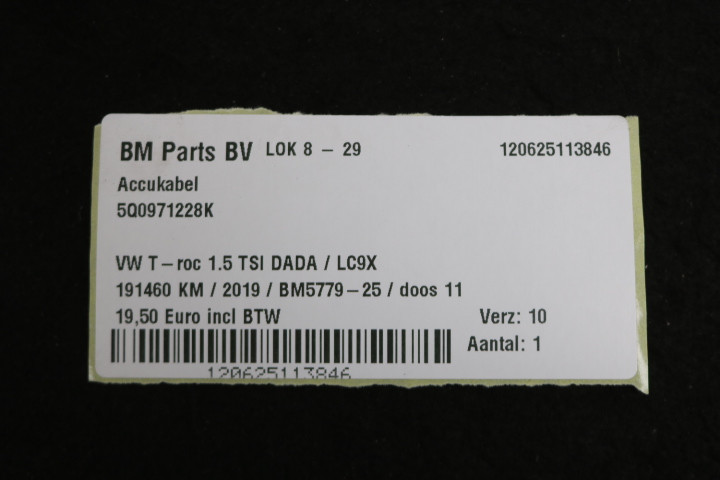 BM Parts BV LOK 8 - 29 120625113846
Accukabel
5Q0971228K
VW T-roc 1.5 TSI DADA / LC9X
191460 KM / 2019 / BM5779-25 / doos 11
19,50 Euro incl BTW Verz: 10
Aantal: 1
120625113846